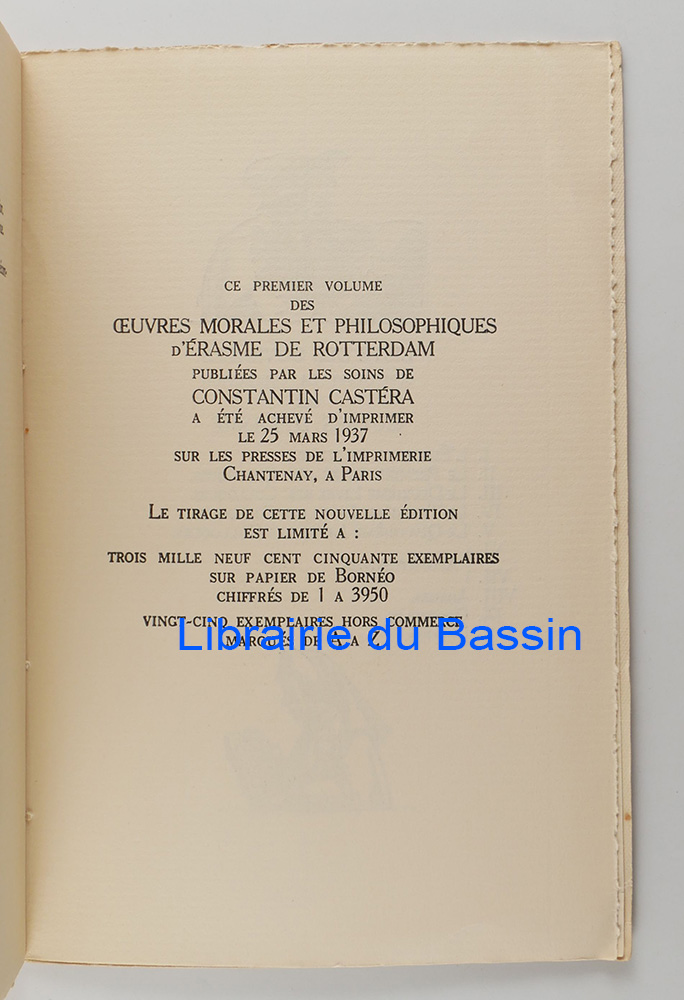 CE PREMIER VOLUME
DES
ŒUVRES MORALES ET PHILOSOPHIQUES
D'ÉRASME DE ROTTERDAM
PUBLIÉES PAR LES SOINS DE
CONSTANTIN CASTÉRA
A ÉTÉ ACHEVÉ D'IMPRIMER
LE 25 MARS 1937
SUR LES PRESSES DE L'IMPRIMERIE
CHANTENAY, A PARIS
LE TIRAGE DE CETTE NOUVELLE ÉDITION
EST LIMITÉ A :
TROIS MILLE NEUF CENT CINQUANTE EXEMPLAIRES
SUR PAPIER DE BORNÉO
CHIFFRÉS DE 1 A 3950
VINGT-CINQ EXEMPLAIRES HORS COMMERCE
MARQUÉS DE A A Z
Librairie du Bassin